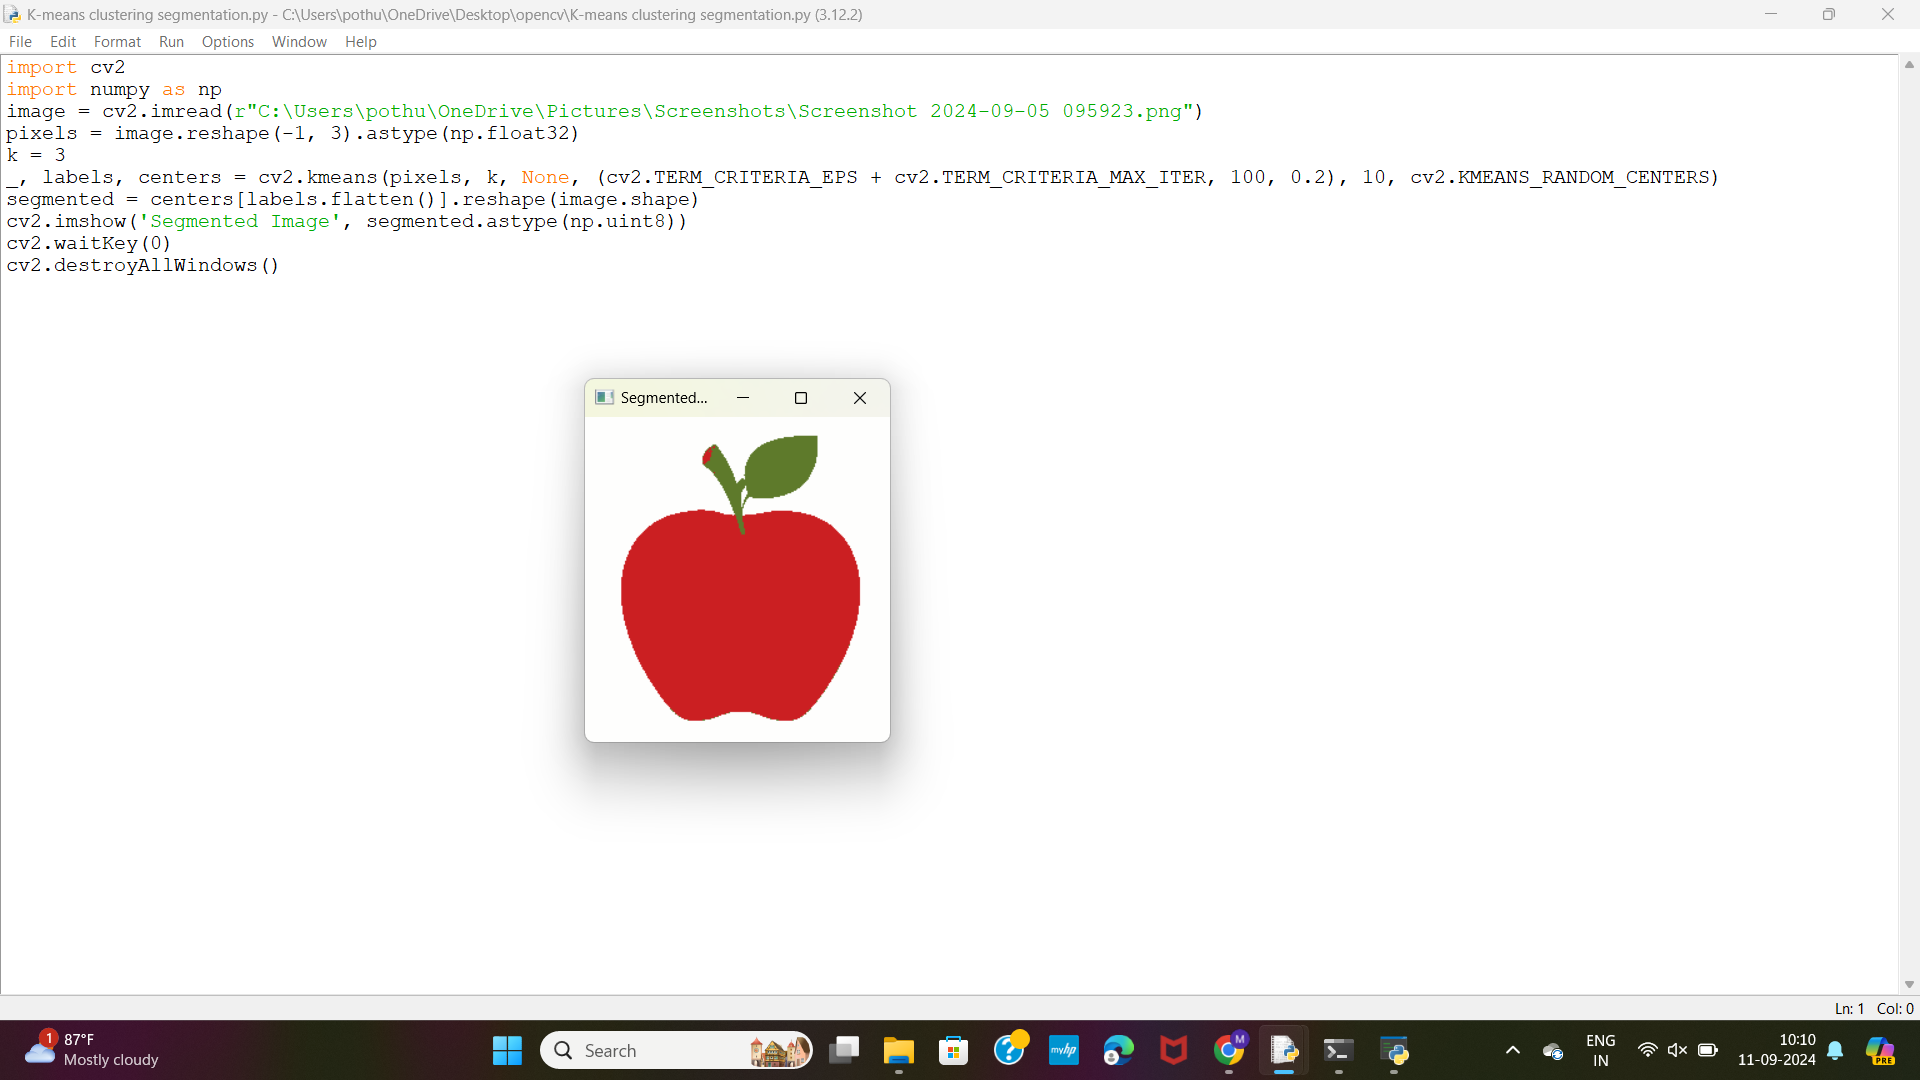 K-means clustering segmentation.py - C:\Users\pothu\OneDrive\Desktop\opencv\K-means clustering segmentation.py (3.12.2)
File Edit Format Run Options Window Help
import cv2
import numpy as np
image = cv2.imread(r"C:\Users\pothu\OneDrive\Pictures\Screenshots\Screenshot 2024-09-05 095923.png")
pixels = image.reshape(-1, 3).astype(np.float32)
k = 3
_, labels, centers = cv2.kmeans(pixels, k, None, (cv2.TERM_CRITERIA_EPS + cv2.TERM_CRITERIA_MAX_ITER, 100, 0.2), 10, cv2.KMEANS_RANDOM_CENTERS)
segmented = centers[labels.flatten()].reshape(image.shape)
cv2.imshow('Segmented Image', segmented.astype(np.uint8))
cv2.waitKey(0)
cv2.destroyAllWindows()
Segmented...
Ln: 1 Col: 0
1 87°F
Mostly cloudy
Search
myhp
M
ENG
IN
10:10
11-09-2024
PRE